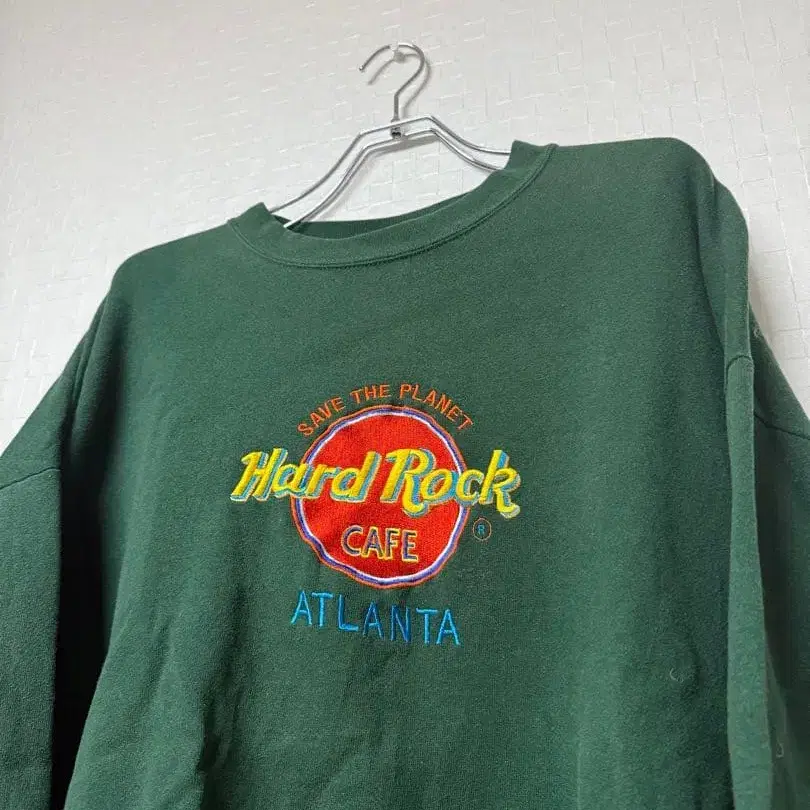 SAVE THE PLANET
Hard Rock
CAFE
®
ATLANTA